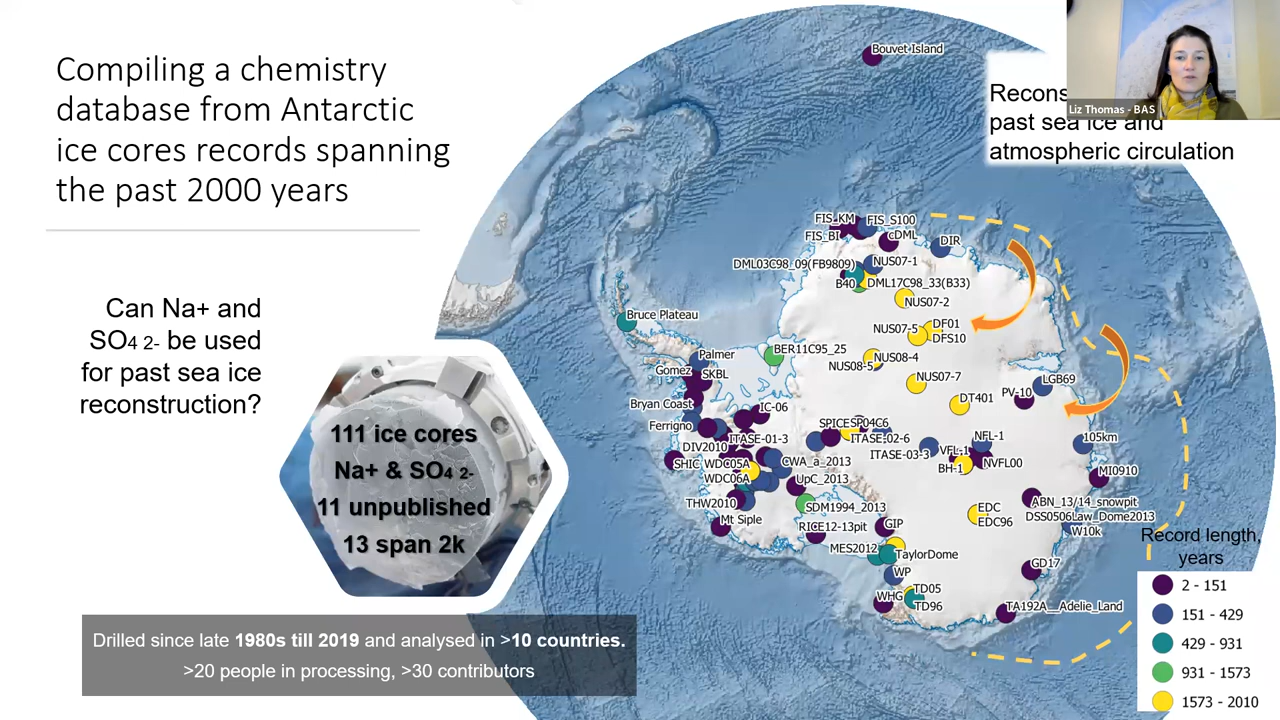 Compiling a chemistry
database from Antarctic
ice cores records spanning
the past 2000 years
Can Na+ and
SO4 2- be used
for past sea ice
reconstruction?
111 ice cores
Na+ & SO4 2-
11 unpublished
13 span 2k
Drilled since late 1980s till 2019 and analysed in >10 countries.
>20 people in processing, >30 contributors
Liz Thomas - BAS
past sea ice and
atmospheric circulation
Bouvet Island
FIS_KM
FIS_S100
FIS_BI
cDML
DIR
DML03C98_09(FB9809)
NUS07-1
B40
DML17C98_33(B33)
NUS07-2
Bruce Plateau
NUS07-5
DF01
DFS10
BER11C95_25
Palmer
NUS08-4
NUS08-5
Gomez
SKBL
NUS07-7
LGB69
PV-10
DT401
Bryan Coast
IC-06
Ferrigno
SPICESP04C6
ITASE-01-3
ITASE-02-6
NFL-1
105km
DIV2010
ITASE-03-3
VFL-1
SHIC
WDC05A
CWA_a_2013
BH-1
NVFL00
MI0910
WDC06A
UpC_2013
THW2010
SDM1994_2013
ABN_13/14_snowpit
EDC
EDC96
DSS0506Law_Dome2013
Mt Siple
RICE12-13pit
GIP
W10k
MES2012
TaylorDome
WP
GD17
WHG
TD05
TD96
TA192A__Adelie_Land
Record length,
years
2 - 151
151 - 429
429 - 931
931 - 1573
1573 - 2010